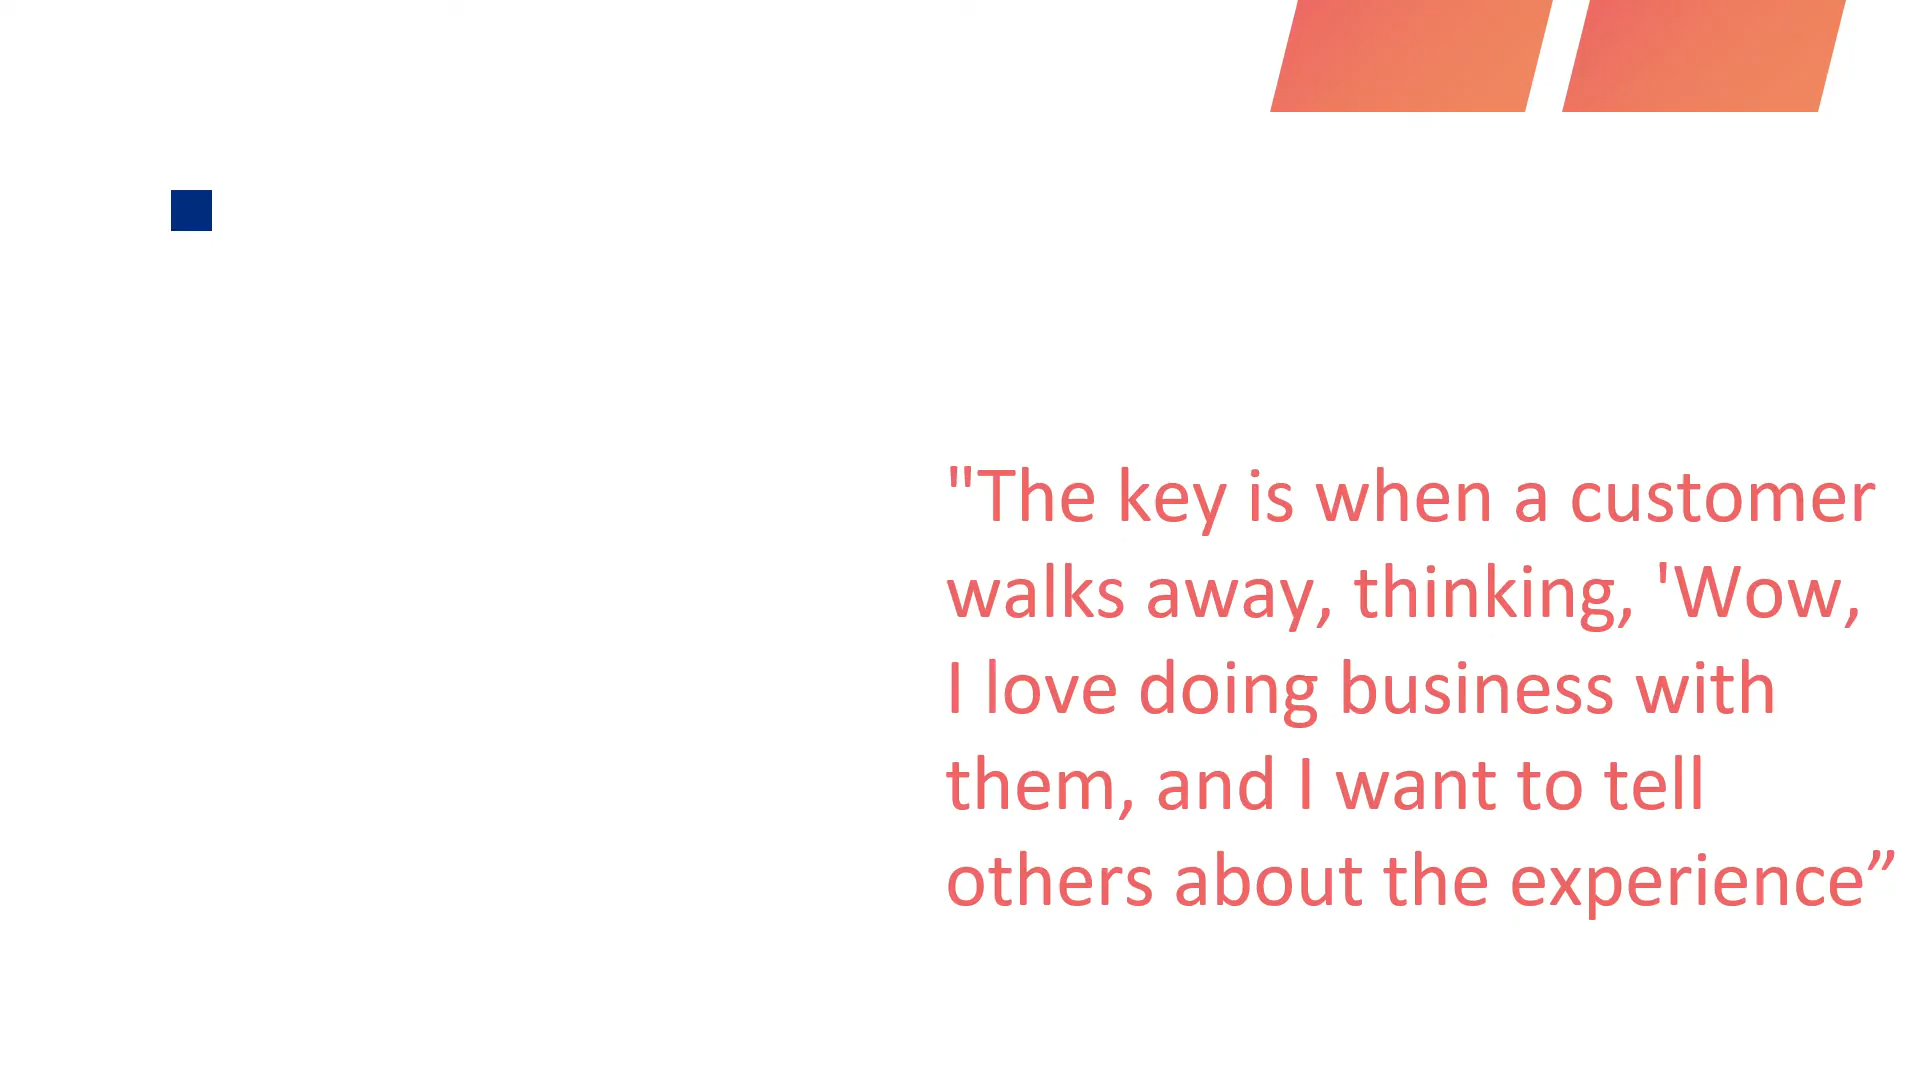 "The key is when a customer
walks away, thinking, 'Wow,
I love doing business with
them, and I want to tell
others about the experience”